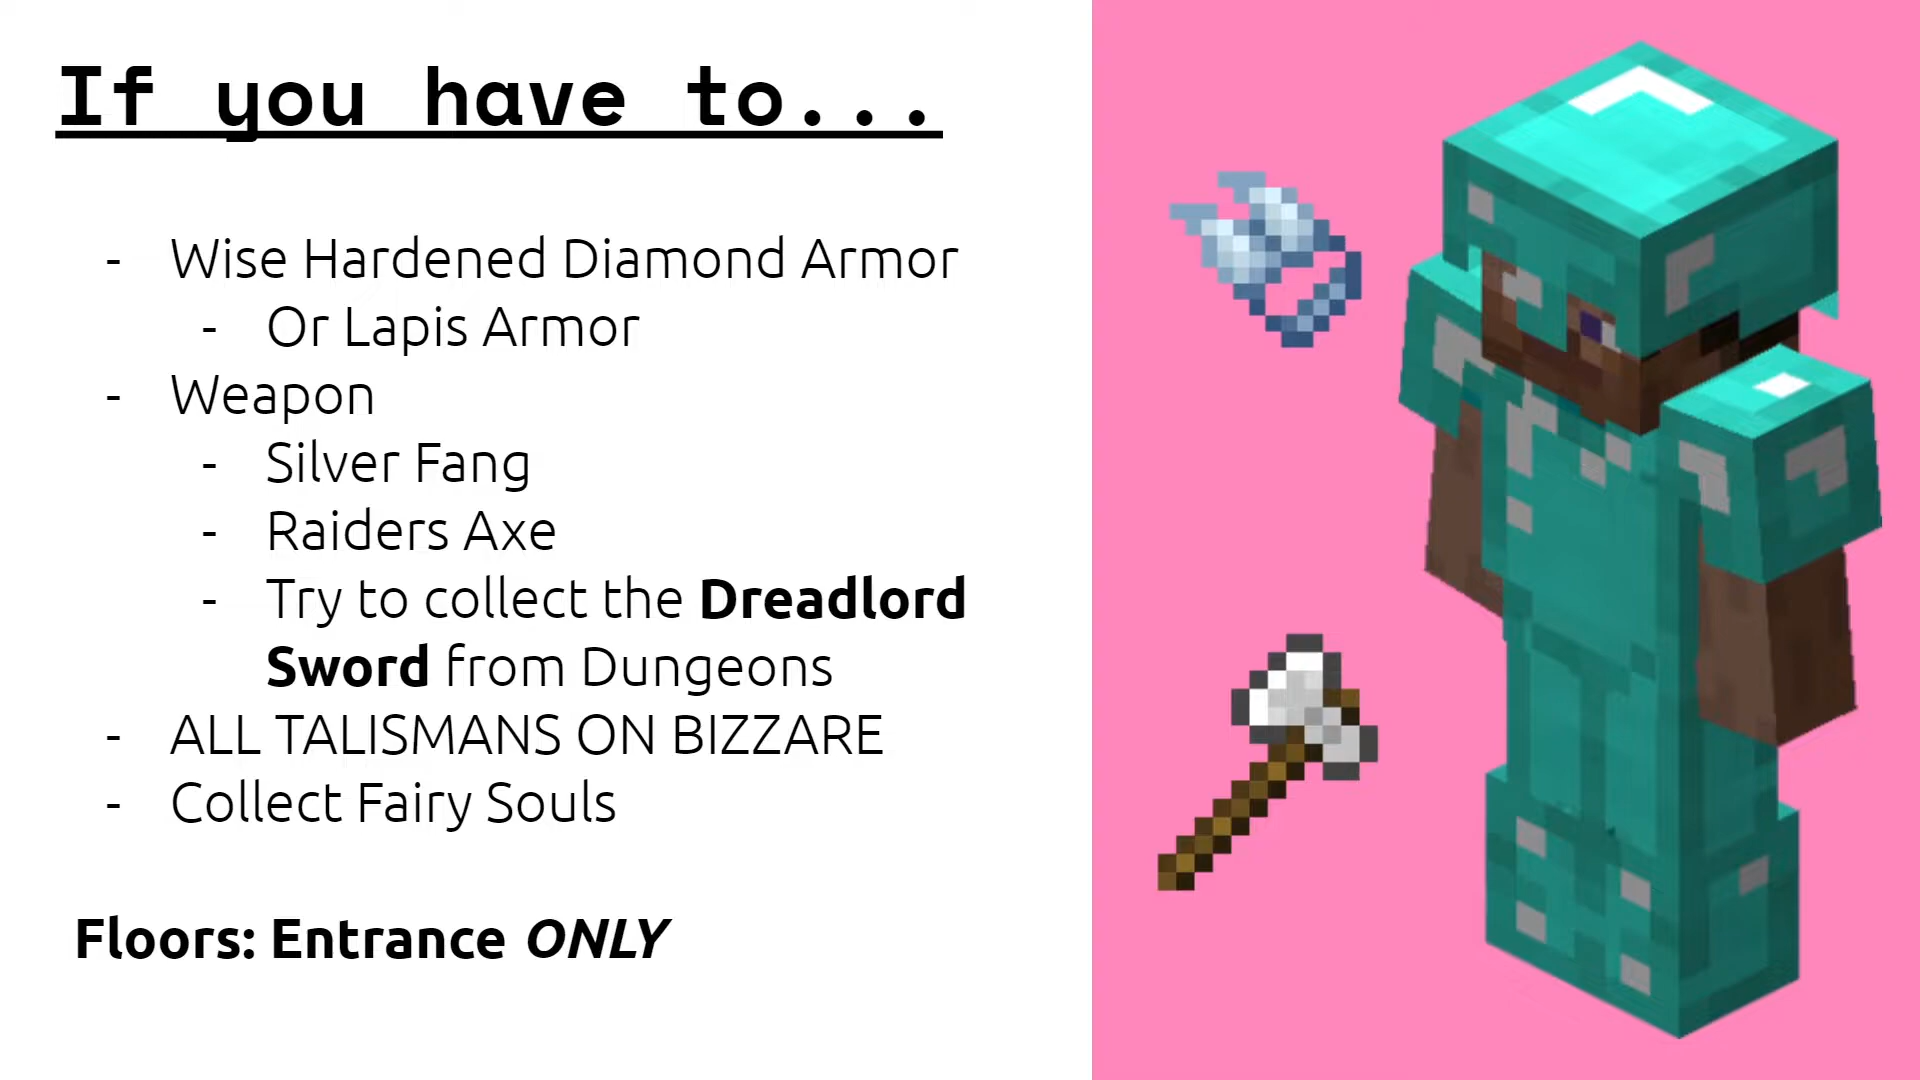 If you have to...
- Wise Hardened Diamond Armor
- Or Lapis Armor
- Weapon
- Silver Fang
- Raiders Axe
- Try to collect the Dreadlord
Sword from Dungeons
- ALL TALISMANS ON BIZZARE
- Collect Fairy Souls
Floors: Entrance ONLY